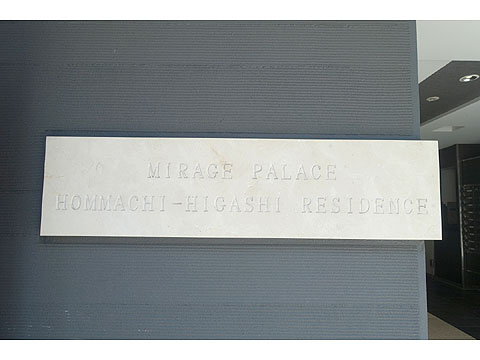 MIRAGE PALACE
HOMMACHI-HIGASHI RESIDENCE